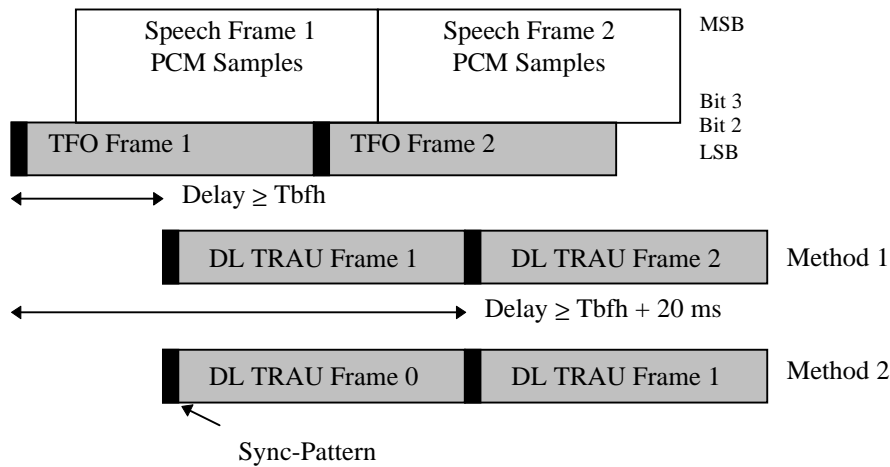 Speech Frame 1
PCM Samples
Speech Frame 2
PCM Samples
MSB
Bit 3
Bit 2
LSB
TFO Frame 1
TFO Frame 2
Delay ≥ Tbfh
DL TRAU Frame 1
DL TRAU Frame 2
Method 1
Delay ≥ Tbfh + 20 ms
DL TRAU Frame 0
DL TRAU Frame 1
Method 2
Sync-Pattern